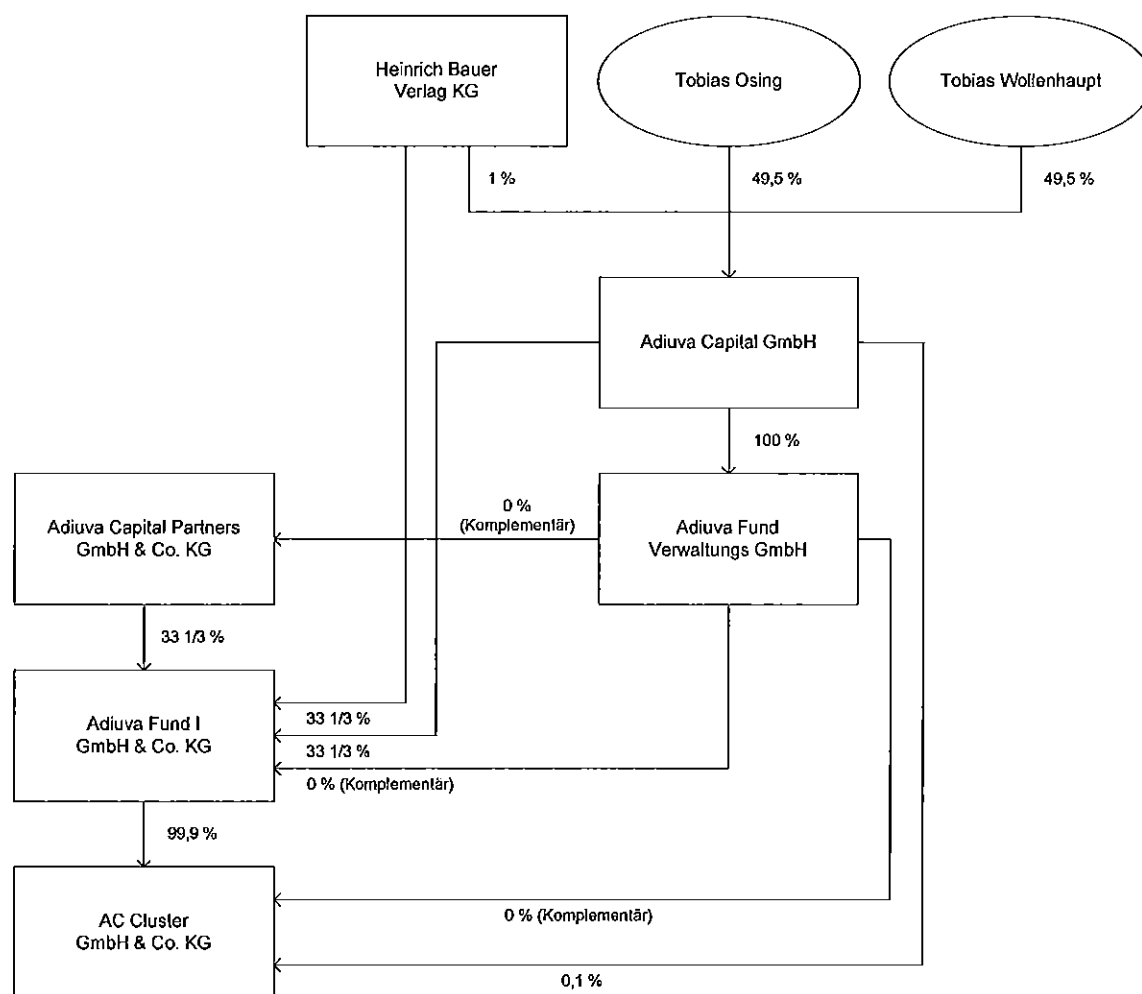 Heinrich Bauer
Verlag KG
Tobias Osing
Tobias Wollenhaupt
1 %
49,5 %
49,5 %
Adiuva Capital GmbH
100 %
Adiuva Capital Partners
GmbH & Co. KG
0 %
(Komplementär)
Adiuva Fund
Verwaltungs GmbH
33 1/3 %
Adiuva Fund I
GmbH & Co. KG
33 1/3 %
33 1/3 %
0 % (Komplementär)
99,9 %
AC Cluster
GmbH & Co. KG
0 % (Komplementär)
0,1 %